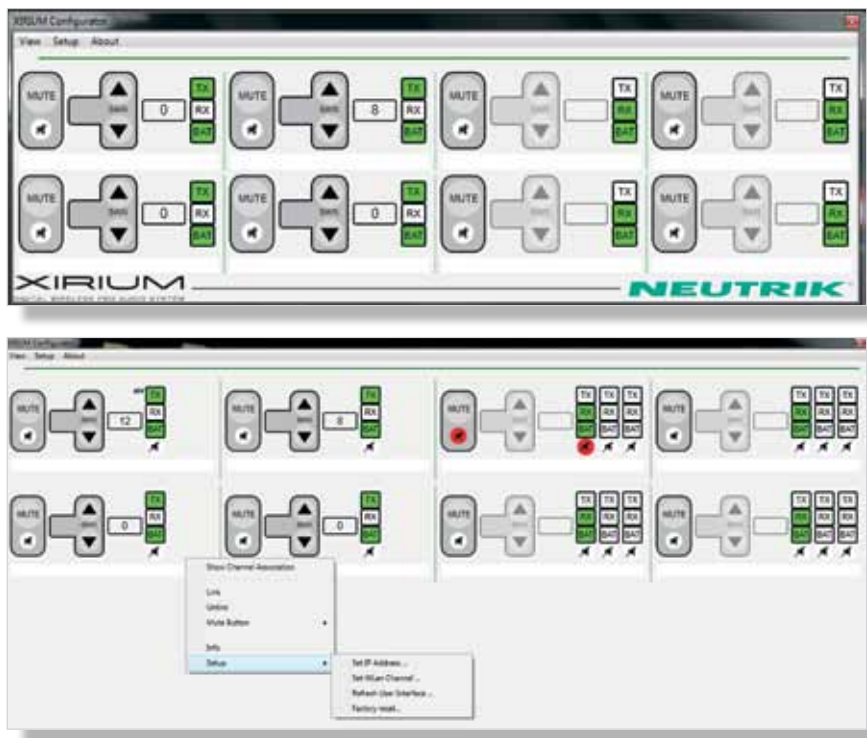 XIRIUM Configurator
View Setup About
MUTE 0 TX RX BAT
MUTE 8 TX RX BAT
MUTE TX RX BAT
MUTE TX RX BAT
MUTE 0 TX RX BAT
MUTE 0 TX RX BAT
MUTE TX RX BAT
MUTE TX RX BAT
XIRIUM
DIGITAL WIRELESS PRO AUDIO SYSTEM
NEUTRIK
XIRIUM Configurator
View Setup About
MUTE 12 TX RX BAT
MUTE 8 TX RX BAT
MUTE TX TX TX RX RX RX BAT BAT BAT
MUTE TX TX TX RX RX RX BAT BAT BAT
MUTE 0 TX RX BAT
MUTE 0 TX RX BAT
MUTE TX TX TX RX RX RX BAT BAT BAT
MUTE TX TX TX RX RX RX BAT BAT BAT
Show Channel Association
Link
Unlink
Mute Button
Info
Setup
Set IP Address ...
Set WLan Channel ...
Refresh User Interface ...
Factory reset...